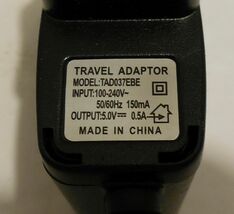 TRAVEL ADAPTOR
MODEL:TAD037EBE
INPUT:100-240V~
50/60Hz 150mA
OUTPUT:5.0V⎓ 0.5A
MADE IN CHINA